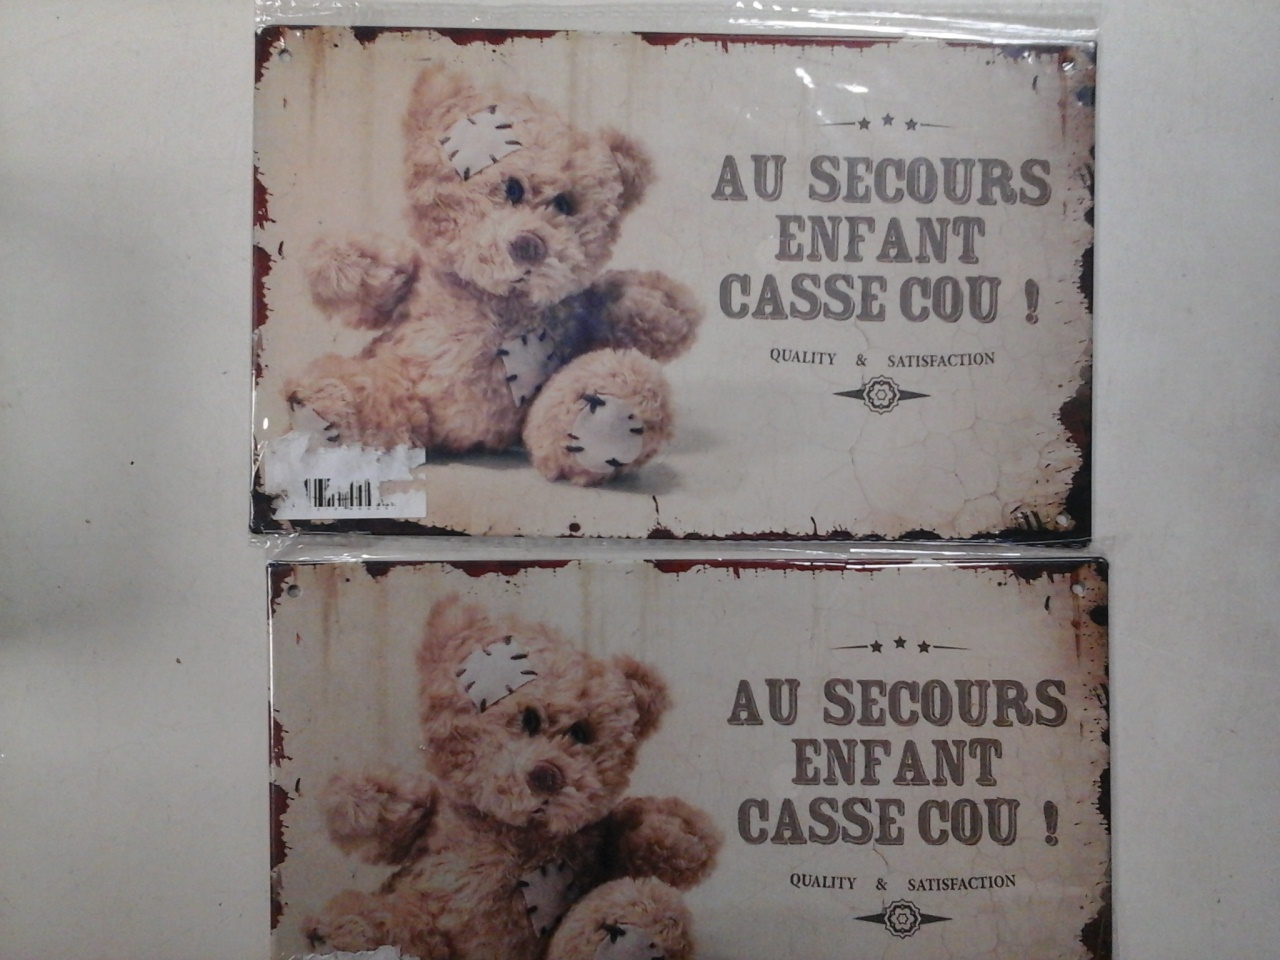 AU SECOURS
ENFANT
CASSE COU !
QUALITY & SATISFACTION
AU SECOURS
ENFANT
CASSE COU !
QUALITY & SATISFACTION